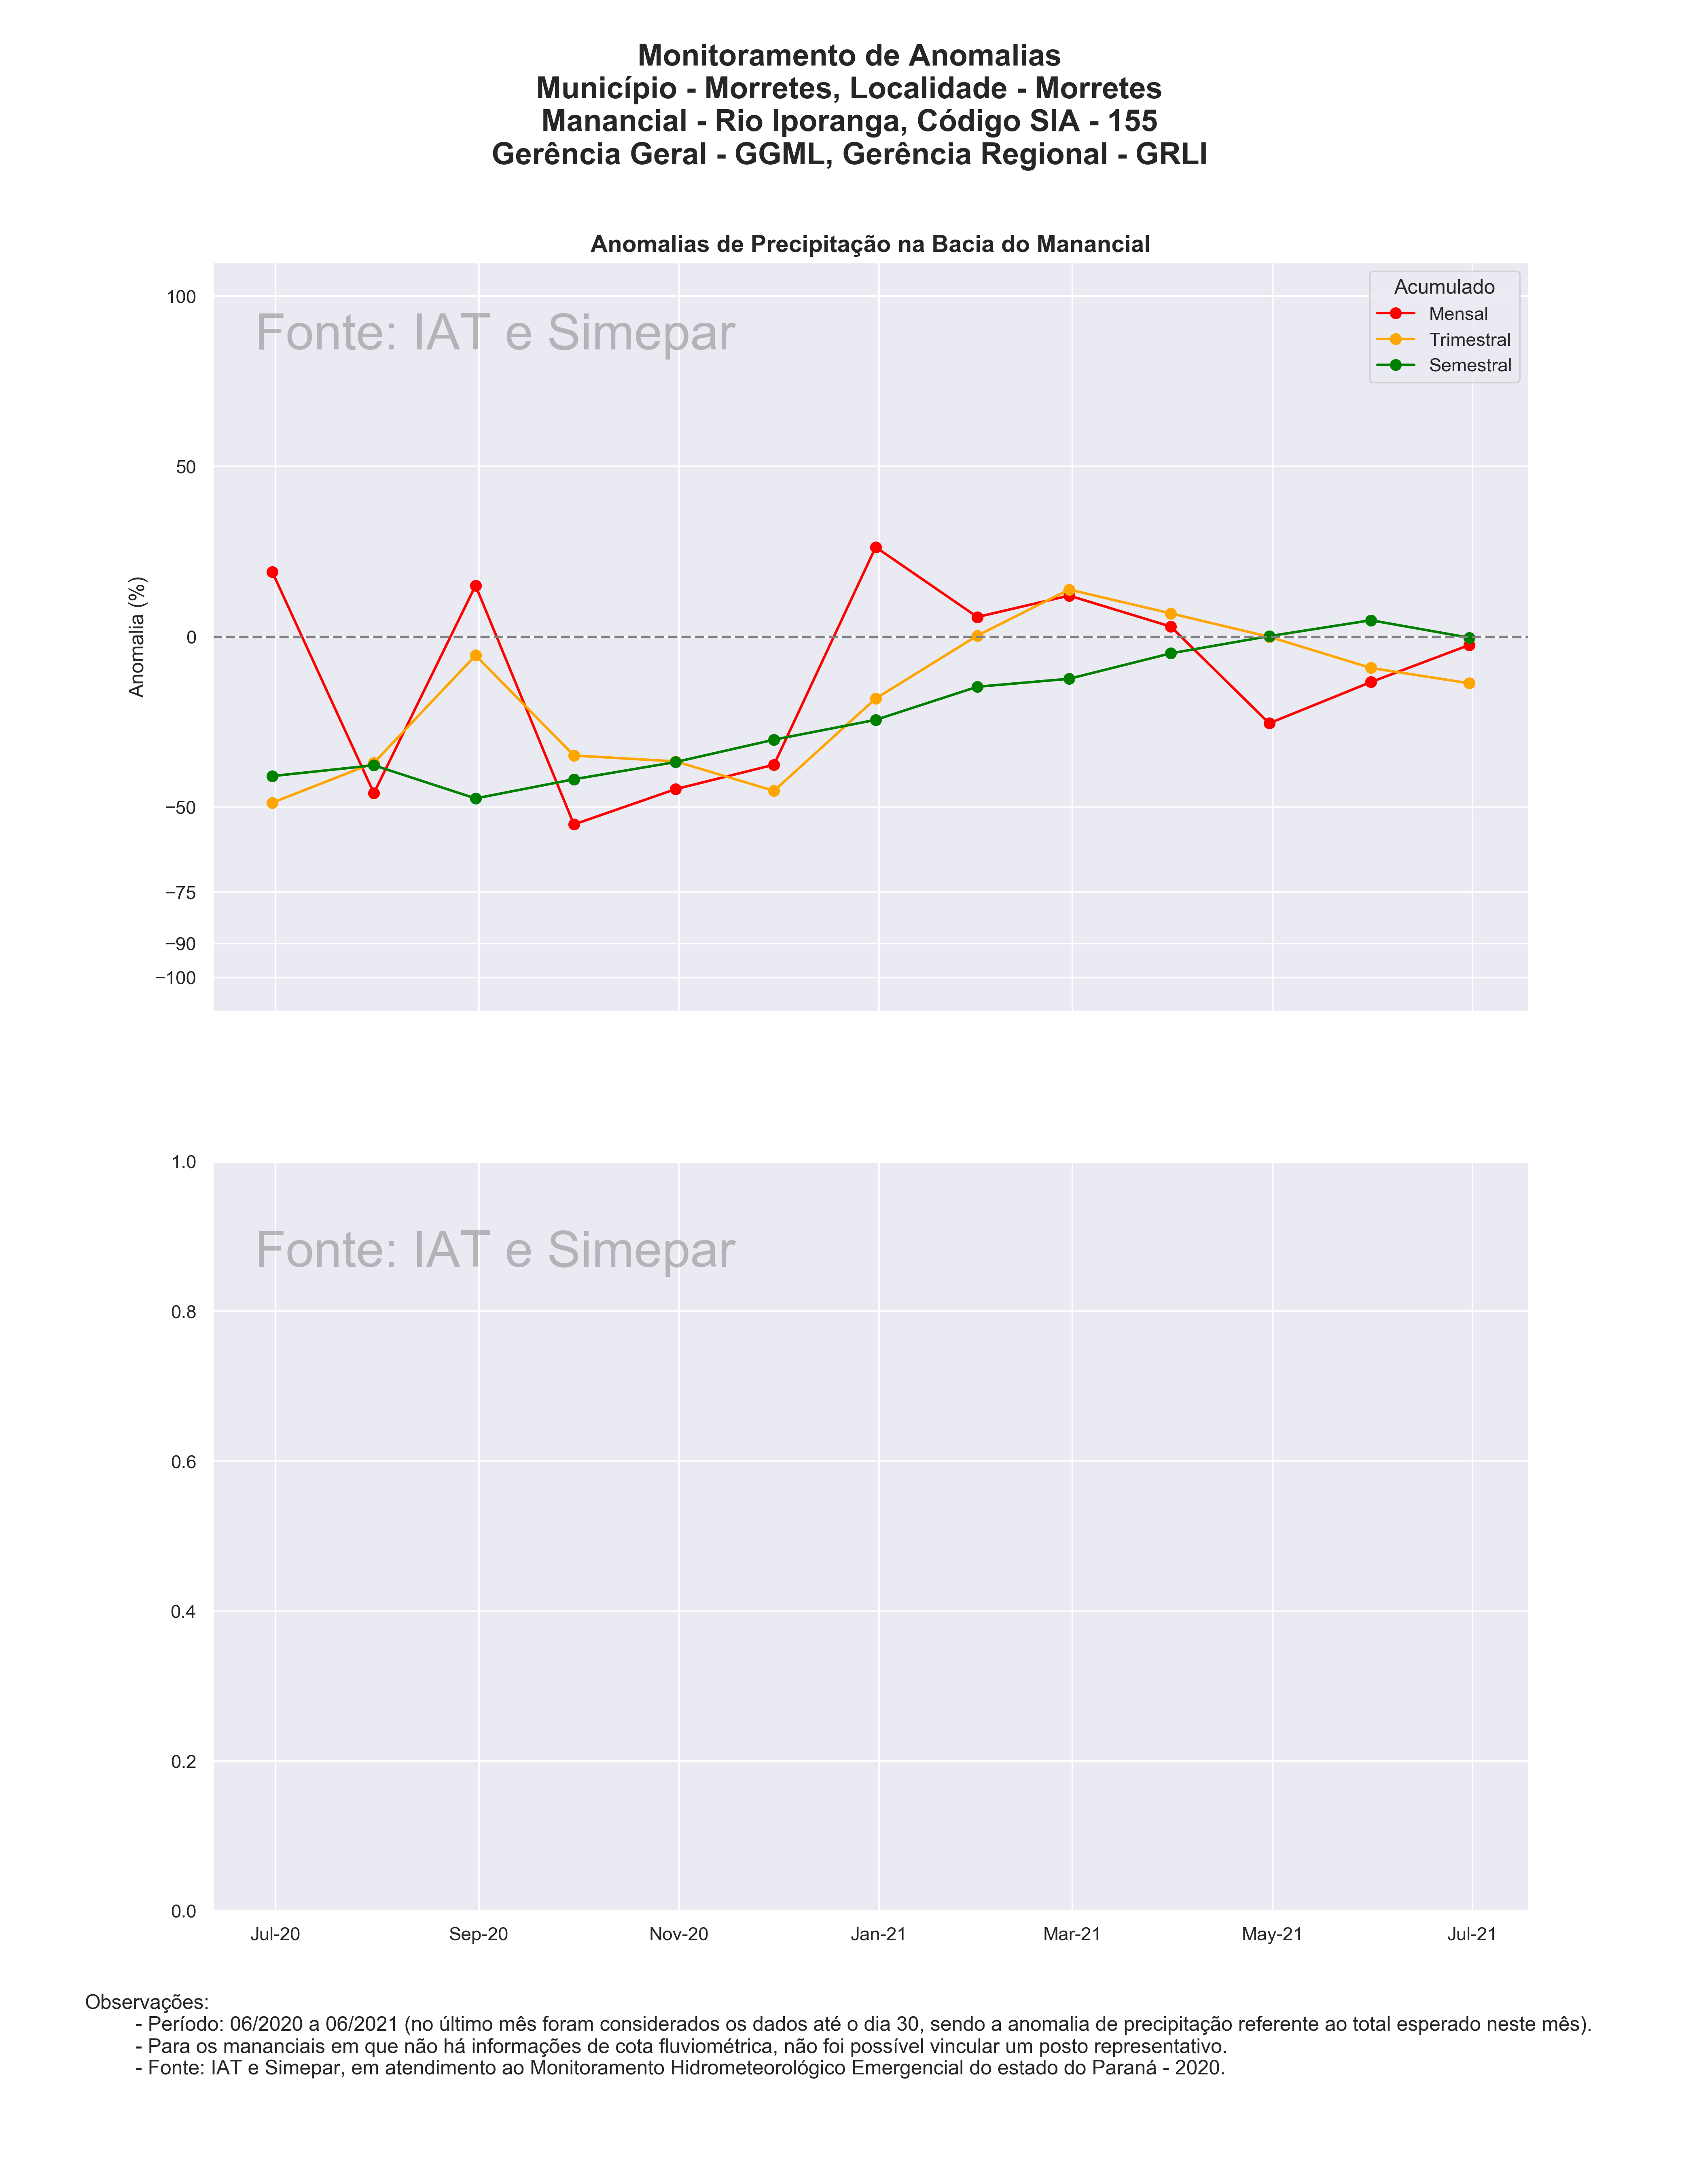 Monitoramento de Anomalias
Município - Morretes, Localidade - Morretes
Manancial - Rio Iporanga, Código SIA - 155
Gerência Geral - GGML, Gerência Regional - GRLI
Anomalias de Precipitação na Bacia do Manancial
Fonte: IAT e Simepar
Acumulado
Mensal
Trimestral
Semestral
Anomalia (%)
100
50
0
−50
−75
−90
−100
Fonte: IAT e Simepar
1.0
0.8
0.6
0.4
0.2
0.0
Jul-20 Sep-20 Nov-20 Jan-21 Mar-21 May-21 Jul-21
Observações:
- Período: 06/2020 a 06/2021 (no último mês foram considerados os dados até o dia 30, sendo a anomalia de precipitação referente ao total esperado neste mês).
- Para os mananciais em que não há informações de cota fluviométrica, não foi possível vincular um posto representativo.
- Fonte: IAT e Simepar, em atendimento ao Monitoramento Hidrometeorológico Emergencial do estado do Paraná - 2020.